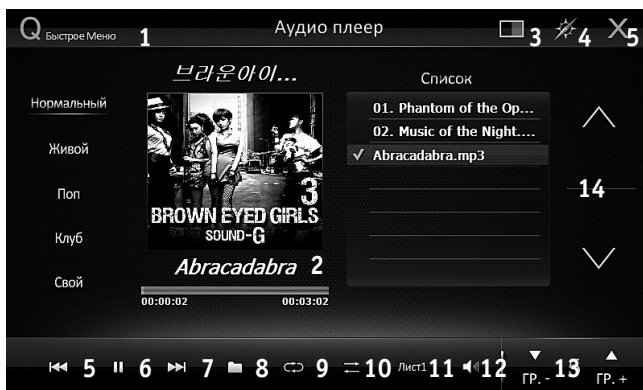 Q Быстрое Меню 1 Аудио плеер 3 4 X 5
브라운아이...
Список
Нормальный
Живой
Поп
Клуб
Свой
3
BROWN EYED GIRLS
SOUND-G
Abracadabra 2
00:00:02 00:03:02
01. Phantom of the Op...
02. Music of the Night....
✓ Abracadabra.mp3
14
5 6 7 8 9 10 Лист1 11 12 13
ГР. - ГР. +